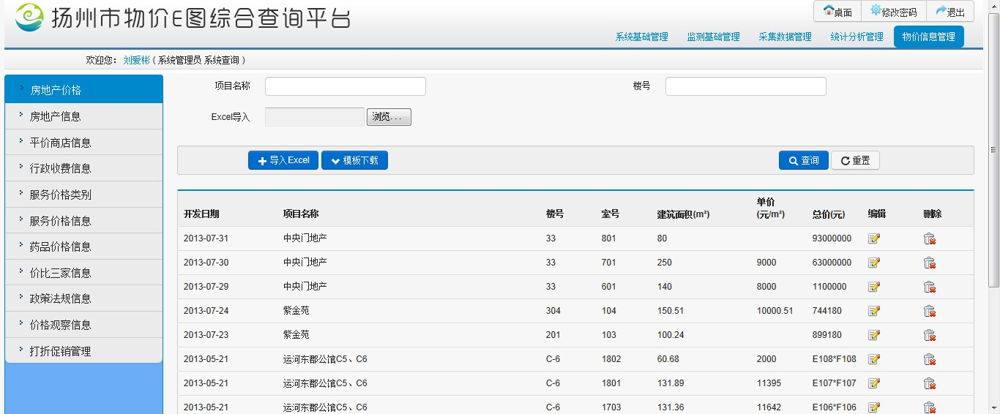 扬州市物价E图综合查询平台
桌面 修改密码 退出
系统基础管理 监测基础管理 采集数据管理 统计分析管理 物价信息管理
欢迎您： 刘爱彬 ( 系统管理员 系统查询 )
房地产价格
房地产信息
平价商店信息
行政收费信息
服务价格类别
服务价格信息
药品价格信息
价比三家信息
政策法规信息
价格观察信息
打折促销管理
项目名称 楼号
Excel导入 浏览...
导入Excel 模板下载 查询 重置
开发日期 项目名称 楼号 室号 建筑面积(m²) 单价(元/m²) 总价(元) 编辑 删除
2013-07-31 中央门地产 33 801 80 93000000
2013-07-30 中央门地产 33 701 250 9000 63000000
2013-07-29 中央门地产 33 601 140 8000 1100000
2013-07-24 紫金苑 304 104 150.51 10000.51 744180
2013-07-23 紫金苑 201 103 100.24 899180
2013-05-21 运河东郡公馆C5、C6 C-6 1802 60.68 2000 E108*F108
2013-05-21 运河东郡公馆C5、C6 C-6 1801 131.89 11395 E107*F107
2013-05-21 运河东郡公馆C5、C6 C-6 1703 131.36 11642 E106*F106